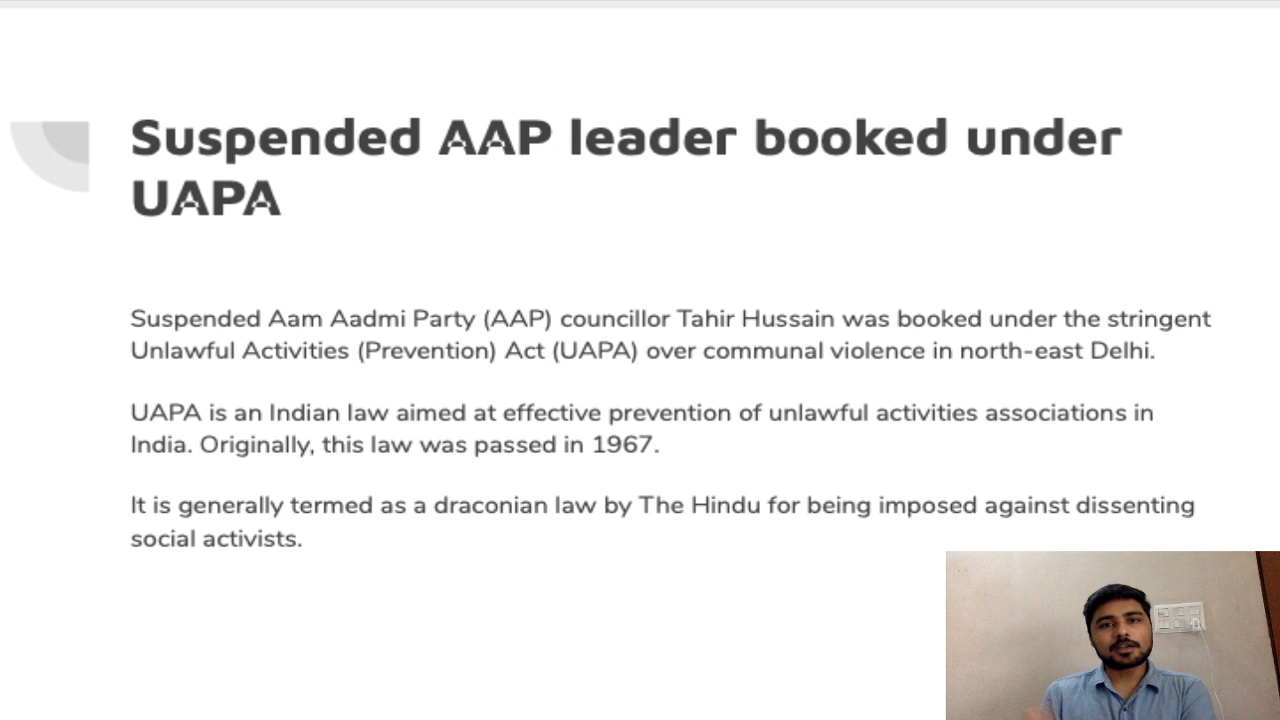 Suspended AAP leader booked under
UAPA
Suspended Aam Aadmi Party (AAP) councillor Tahir Hussain was booked under the stringent
Unlawful Activities (Prevention) Act (UAPA) over communal violence in north-east Delhi.
UAPA is an Indian law aimed at effective prevention of unlawful activities associations in
India. Originally, this law was passed in 1967.
It is generally termed as a draconian law by The Hindu for being imposed against dissenting
social activists.